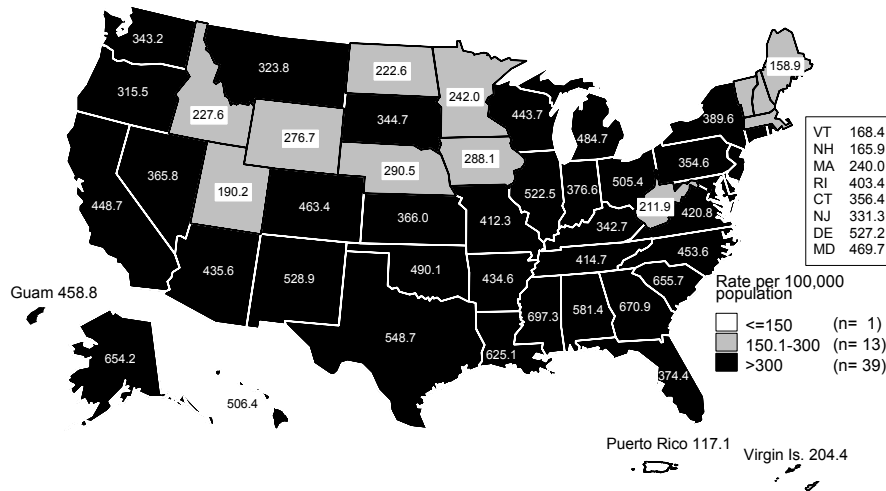 343.2
315.5
227.6
323.8
222.6
242.0
158.9
276.7
344.7
443.7
484.7
389.6
VT 168.4
NH 165.9
MA 240.0
RI 403.4
CT 356.4
NJ 331.3
DE 527.2
MD 469.7
448.7
365.8
190.2
463.4
290.5
288.1
522.5
376.6
505.4
354.6
211.9
420.8
366.0
412.3
342.7
453.6
435.6
528.9
490.1
434.6
414.7
655.7
697.3
581.4
670.9
548.7
625.1
374.4
Guam 458.8
654.2
506.4
Rate per 100,000
population
<=150 (n= 1)
150.1-300 (n= 13)
>300 (n= 39)
Puerto Rico 117.1
Virgin Is. 204.4